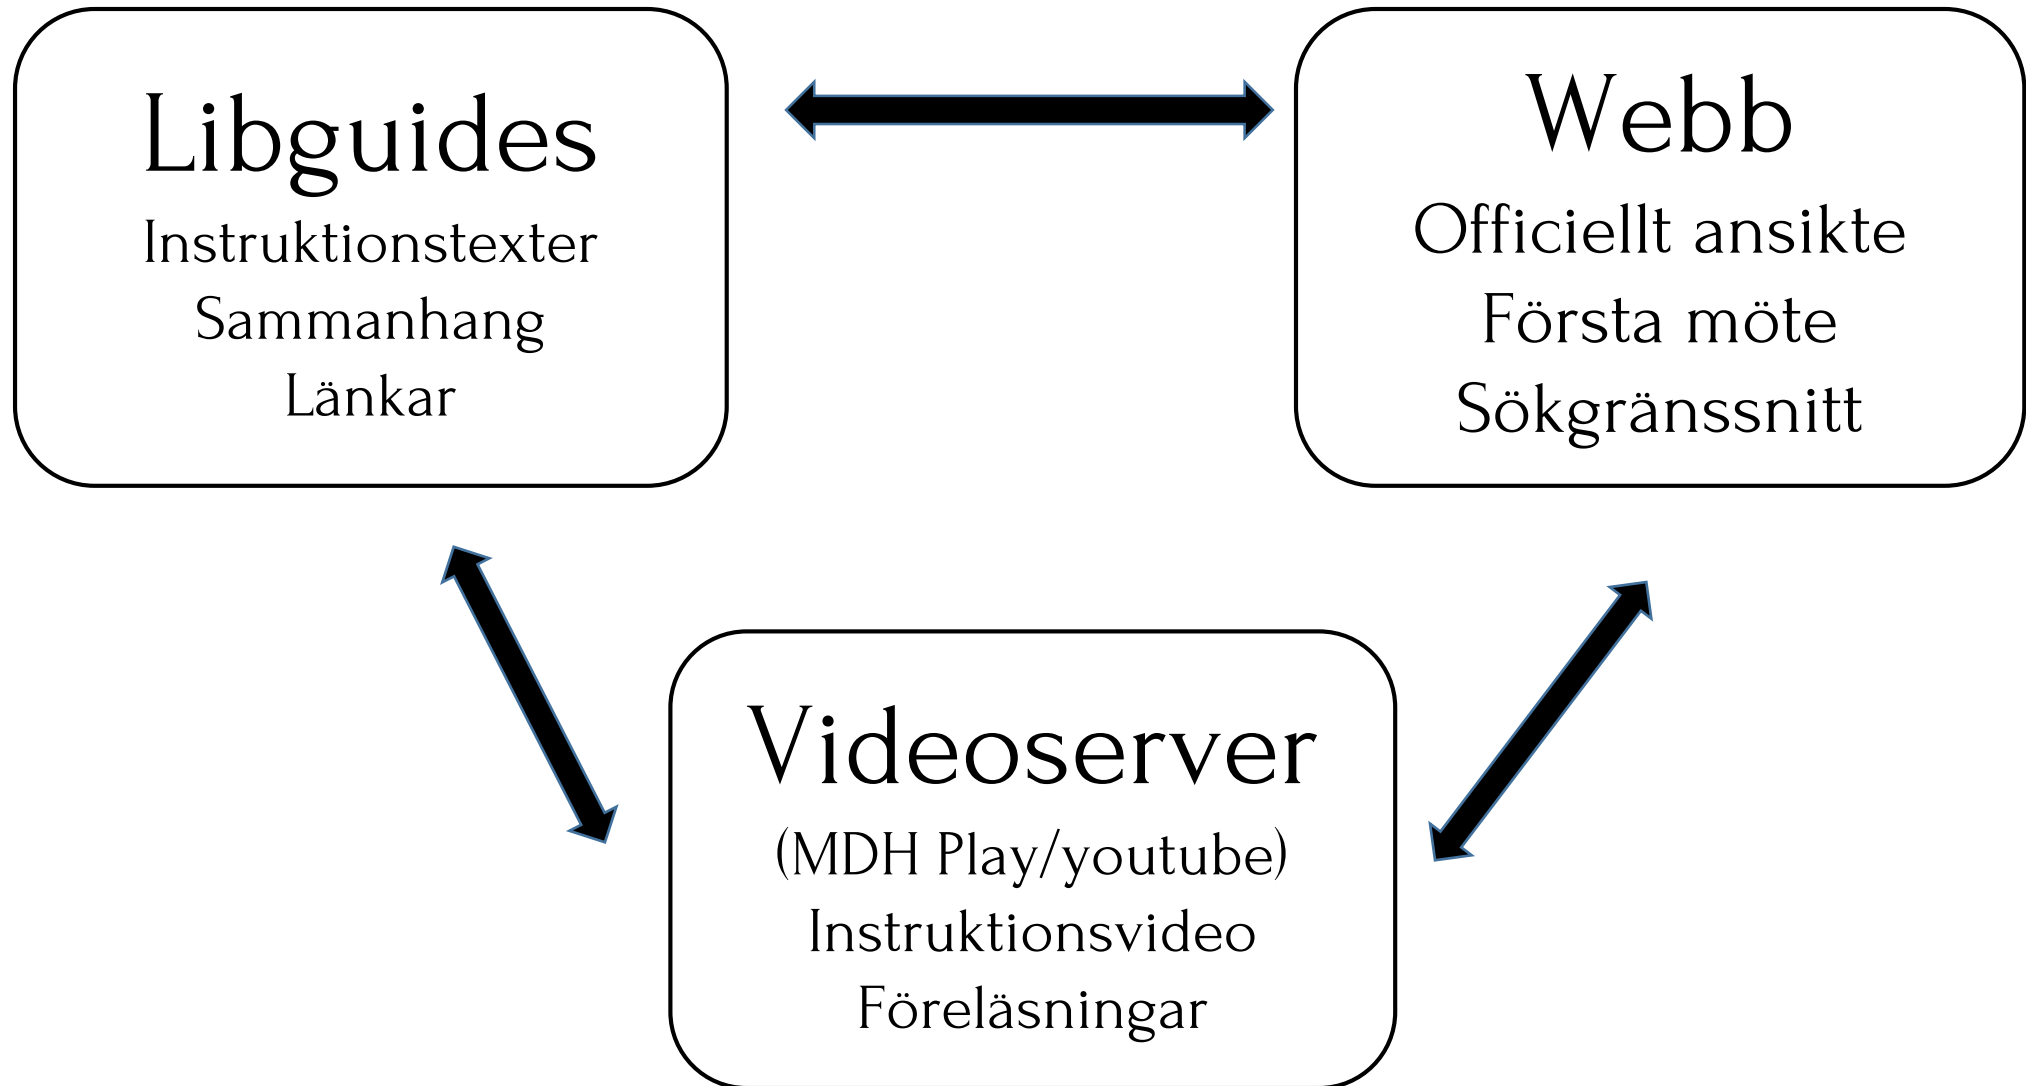 Libguides
Instruktionstexter
Sammanhang
Länkar
Webb
Officiellt ansikte
Första möte
Sökgränssnitt
Videoserver
(MDH Play/youtube)
Instruktionsvideo
Föreläsningar